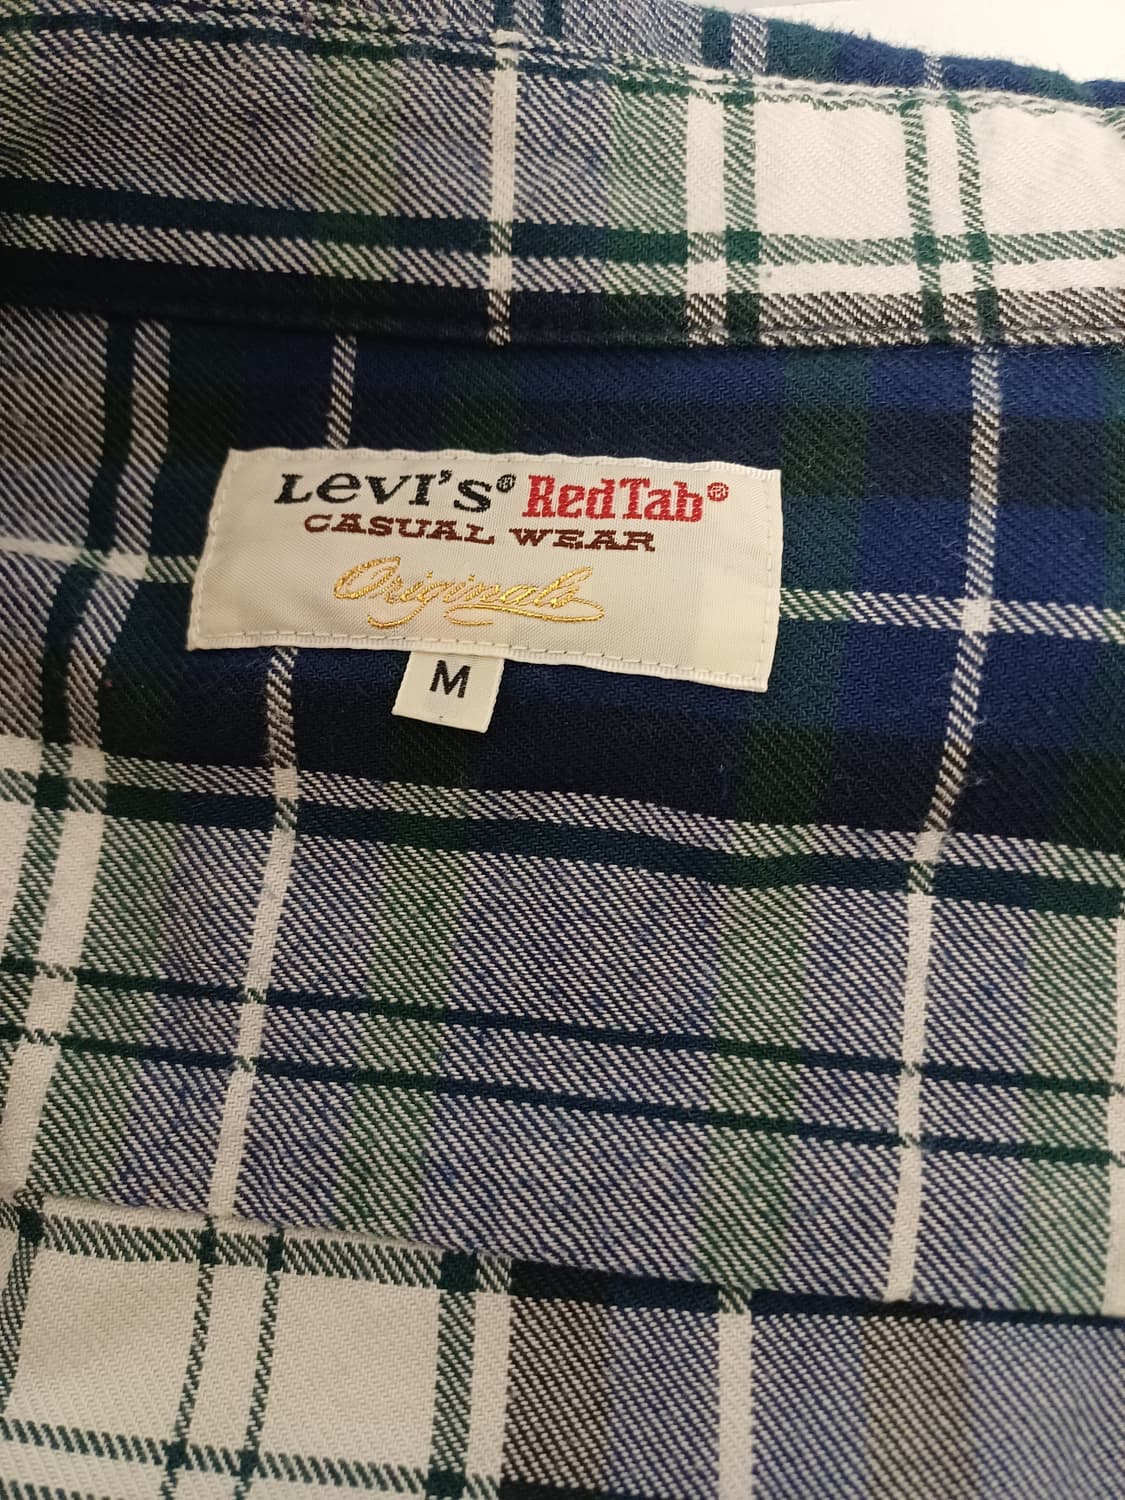 Levi's® RedTab®
CASUAL WEAR
Originals
M